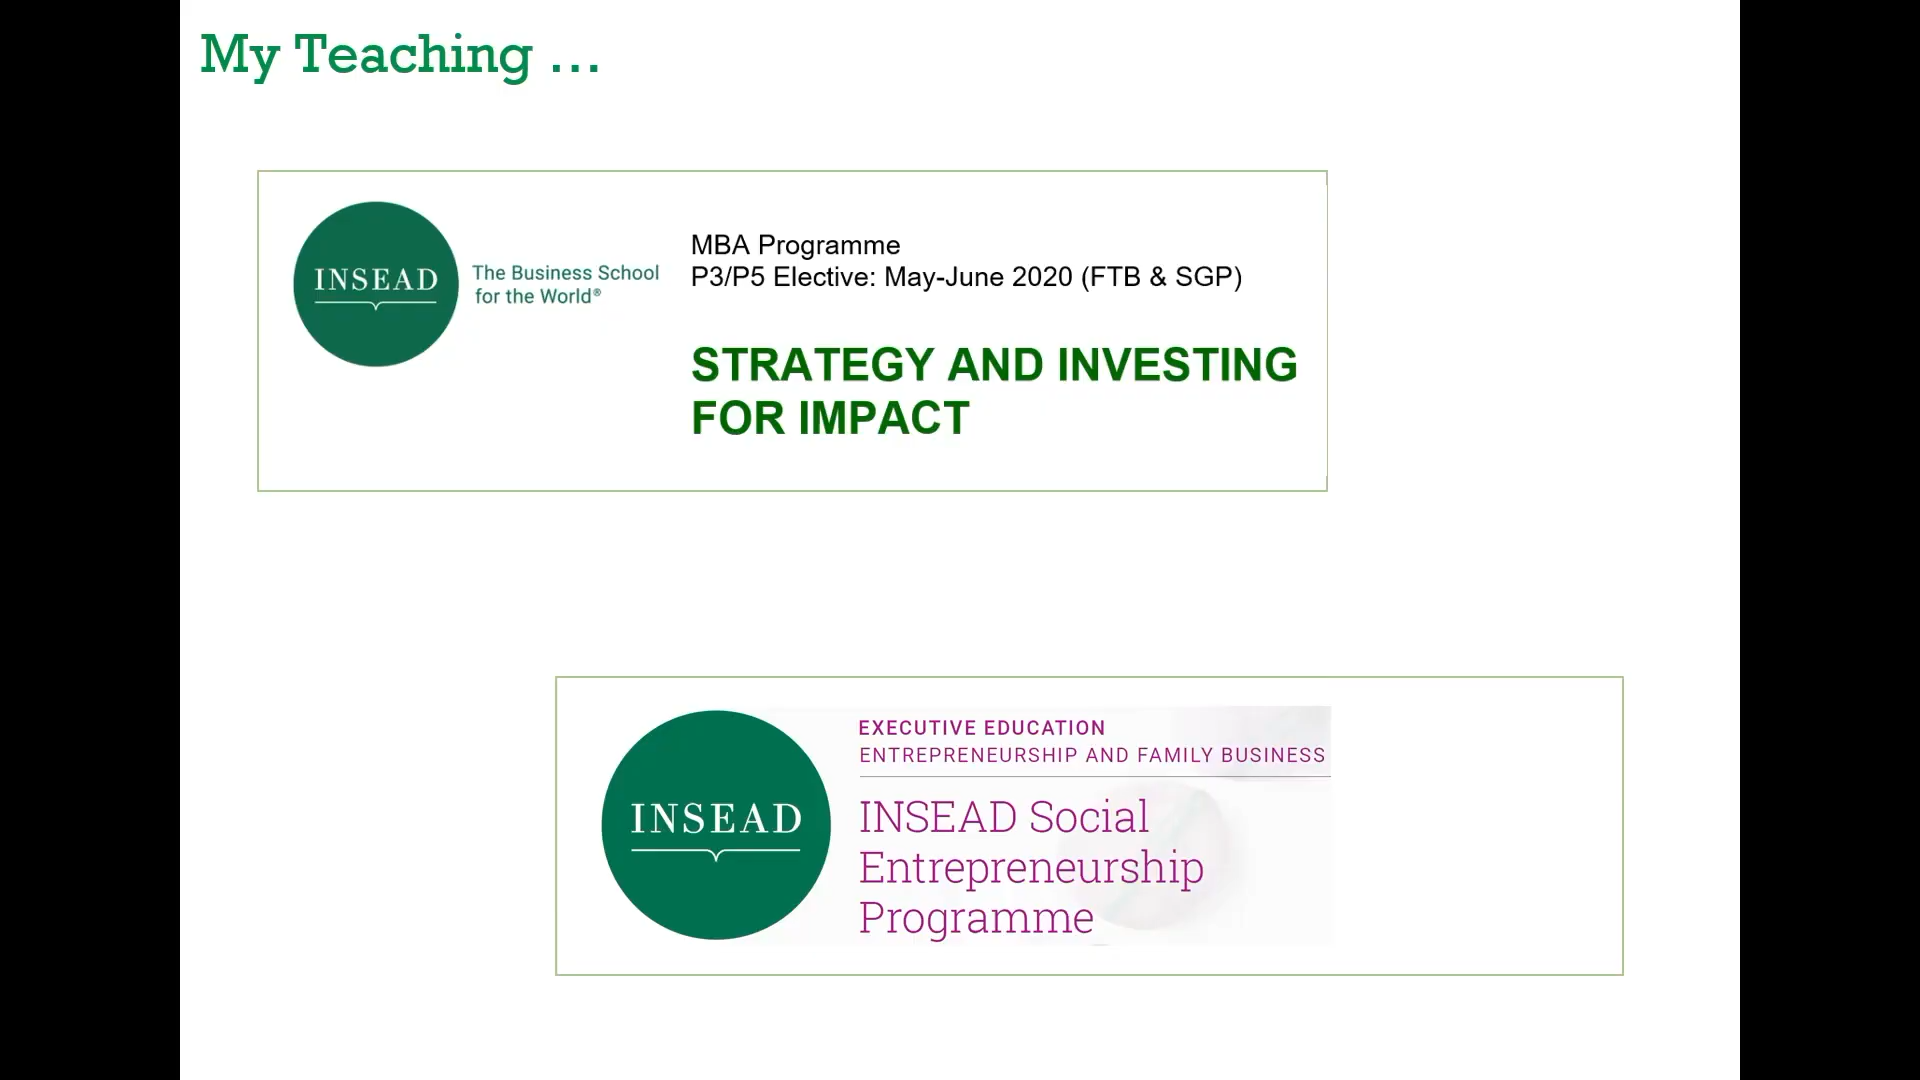 My Teaching ...
INSEAD
The Business School
for the World®
MBA Programme
P3/P5 Elective: May-June 2020 (FTB & SGP)
STRATEGY AND INVESTING
FOR IMPACT
INSEAD
EXECUTIVE EDUCATION
ENTREPRENEURSHIP AND FAMILY BUSINESS
INSEAD Social
Entrepreneurship
Programme